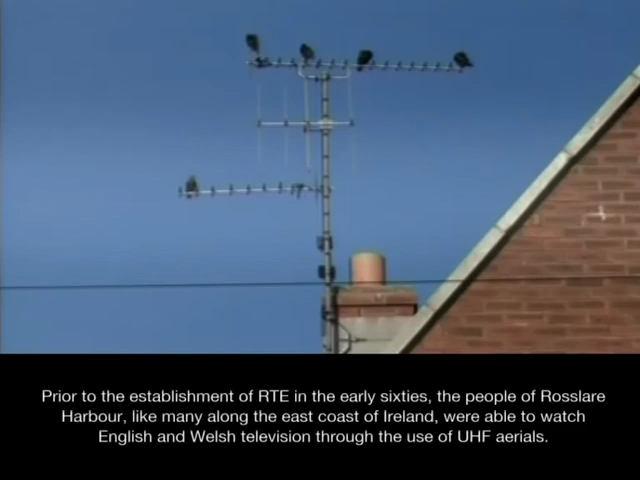 Prior to the establishment of RTE in the early sixties, the people of Rosslare
Harbour, like many along the east coast of Ireland, were able to watch
English and Welsh television through the use of UHF aerials.